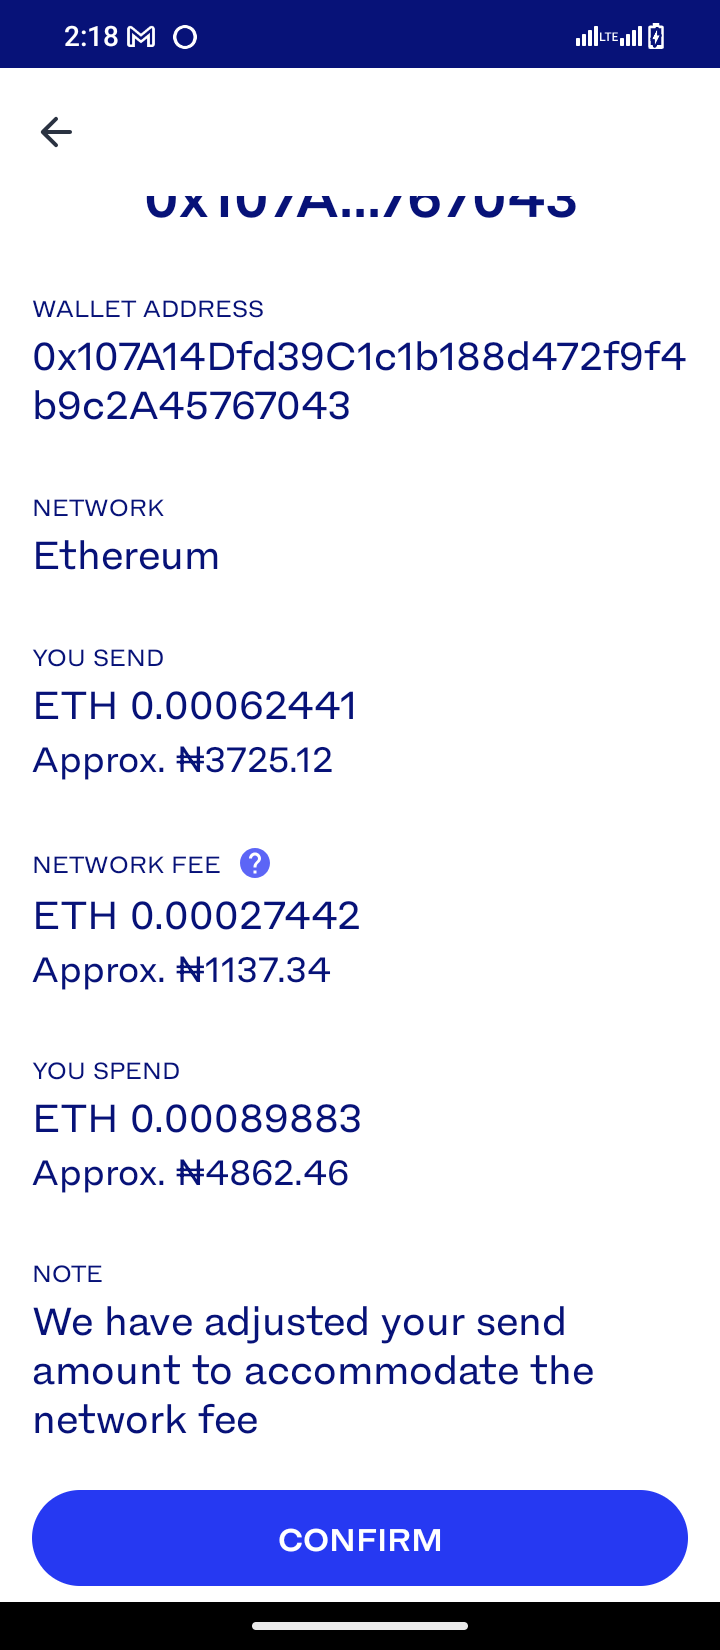 2:18
LTE
0x107A...767043
WALLET ADDRESS
0x107A14Dfd39C1c1b188d472f9f4
b9c2A45767043
NETWORK
Ethereum
YOU SEND
ETH 0.00062441
Approx. ₦3725.12
NETWORK FEE ?
ETH 0.00027442
Approx. ₦1137.34
YOU SPEND
ETH 0.00089883
Approx. ₦4862.46
NOTE
We have adjusted your send
amount to accommodate the
network fee
CONFIRM